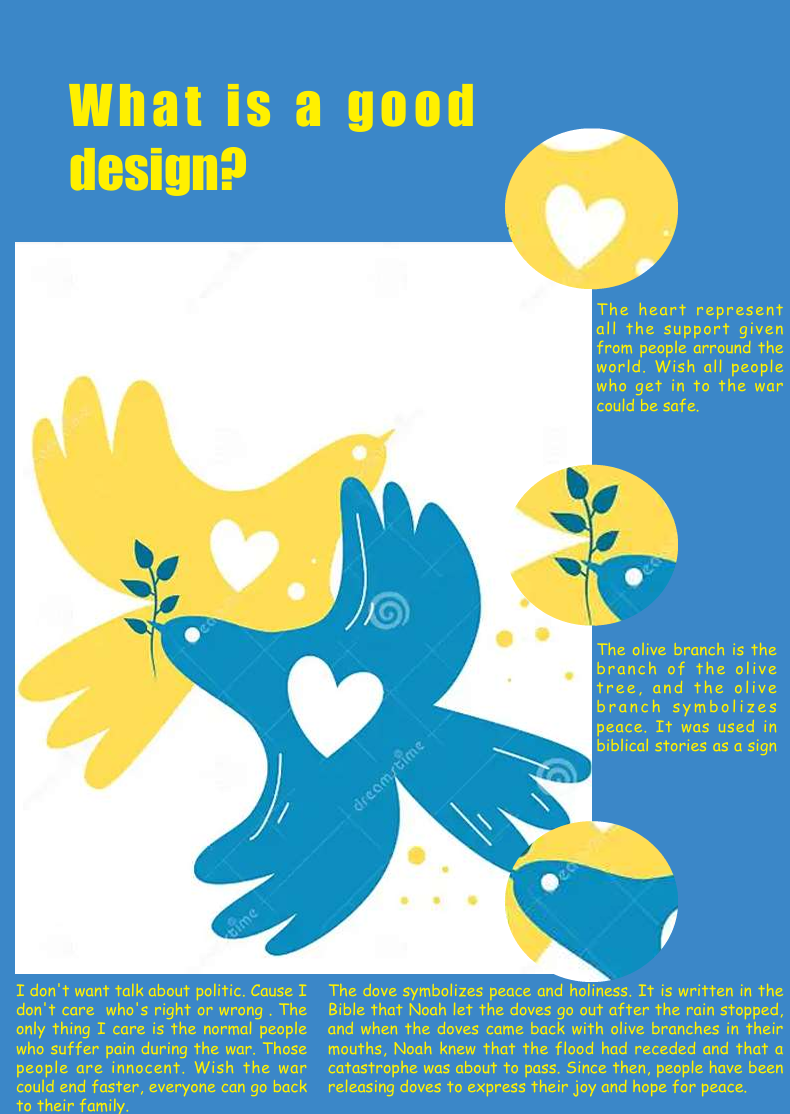 What is a good
design?
The heart represent
all the support given
from people arround the
world. Wish all people
who get in to the war
could be safe.
The olive branch is the
branch of the olive
tree, and the olive
branch symbolizes
peace. It was used in
biblical stories as a sign
dreamstime
I don't want talk about politic. Cause I
don't care  who's right or wrong . The
only thing I care is the normal people
who suffer pain during the war. Those
people are innocent. Wish the war
could end faster, everyone can go back
to their family.
The dove symbolizes peace and holiness. It is written in the
Bible that Noah let the doves go out after the rain stopped,
and when the doves came back with olive branches in their
mouths, Noah knew that the flood had receded and that a
catastrophe was about to pass. Since then, people have been
releasing doves to express their joy and hope for peace.